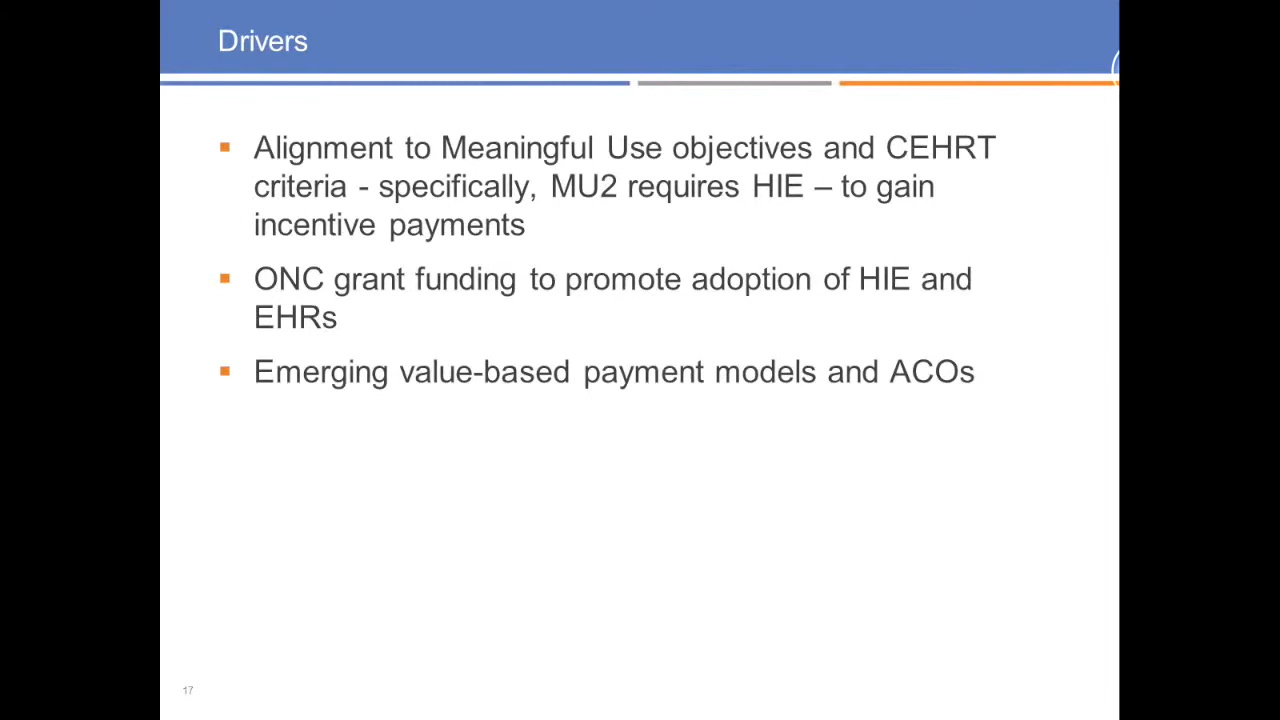 Drivers
Alignment to Meaningful Use objectives and CEHRT
criteria - specifically, MU2 requires HIE – to gain
incentive payments
ONC grant funding to promote adoption of HIE and
EHRs
Emerging value-based payment models and ACOs
17